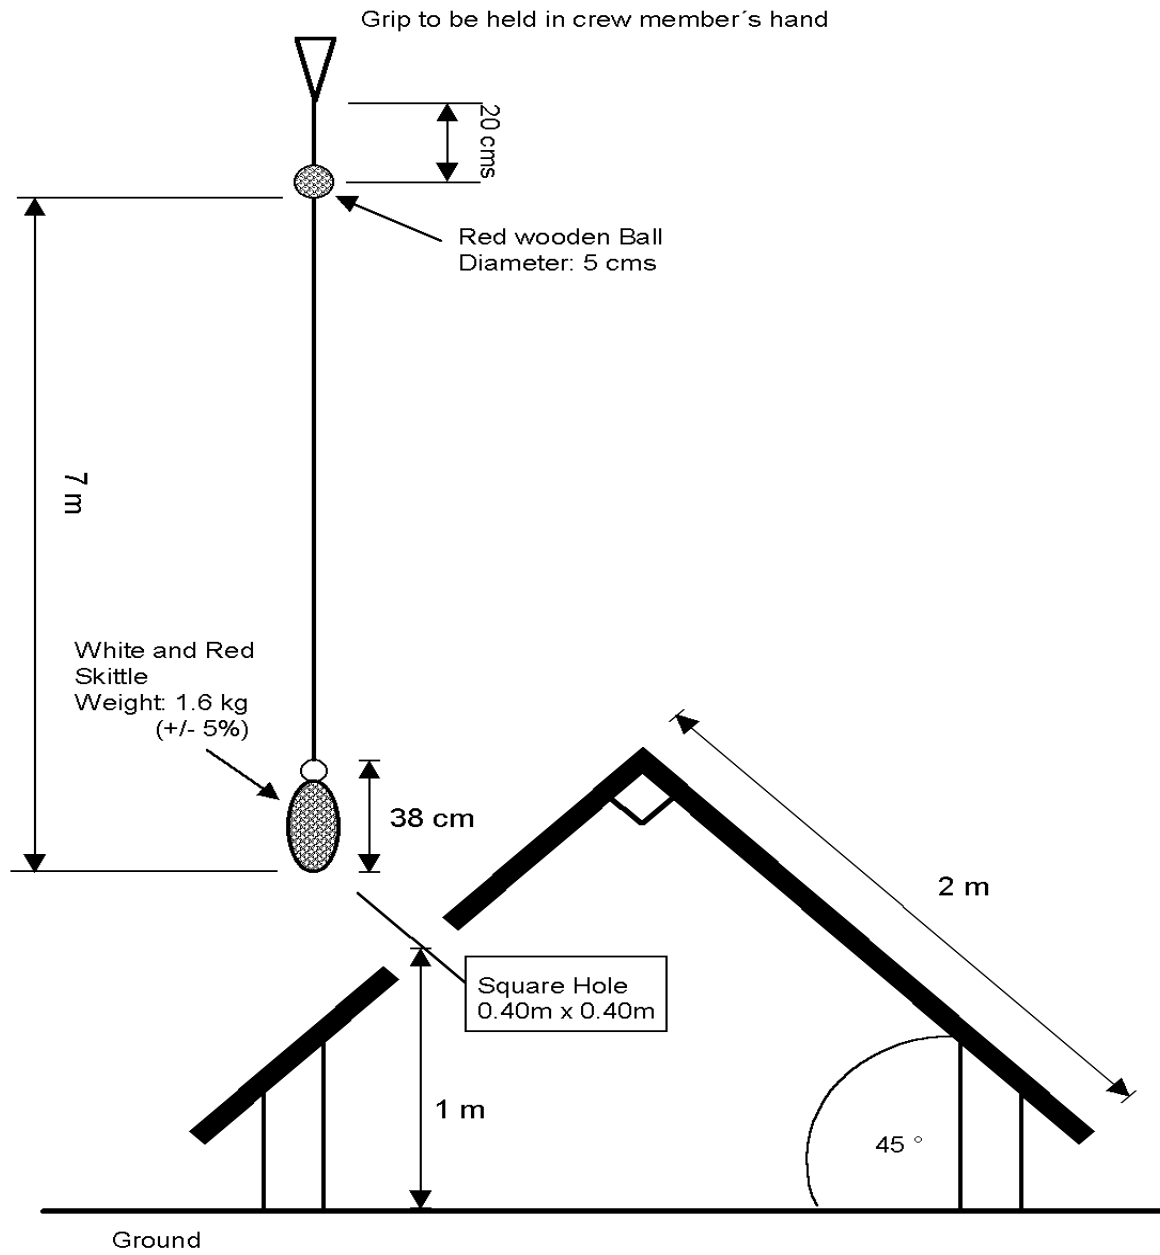 Grip to be held in crew member´s hand
20 cms
Red wooden Ball
Diameter: 5 cms
7 m
White and Red
Skittle
Weight: 1.6 kg
(+/- 5%)
38 cm
2 m
Square Hole
0.40m x 0.40m
1 m
45 °
Ground